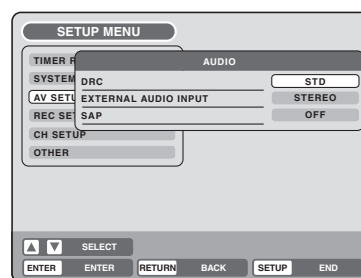 SETUP MENU
TIMER R
SYSTEM
AV SETU
REC SET
CH SETUP
OTHER
AUDIO
DRC STD
EXTERNAL AUDIO INPUT STEREO
SAP OFF
SELECT
ENTER ENTER RETURN BACK SETUP END